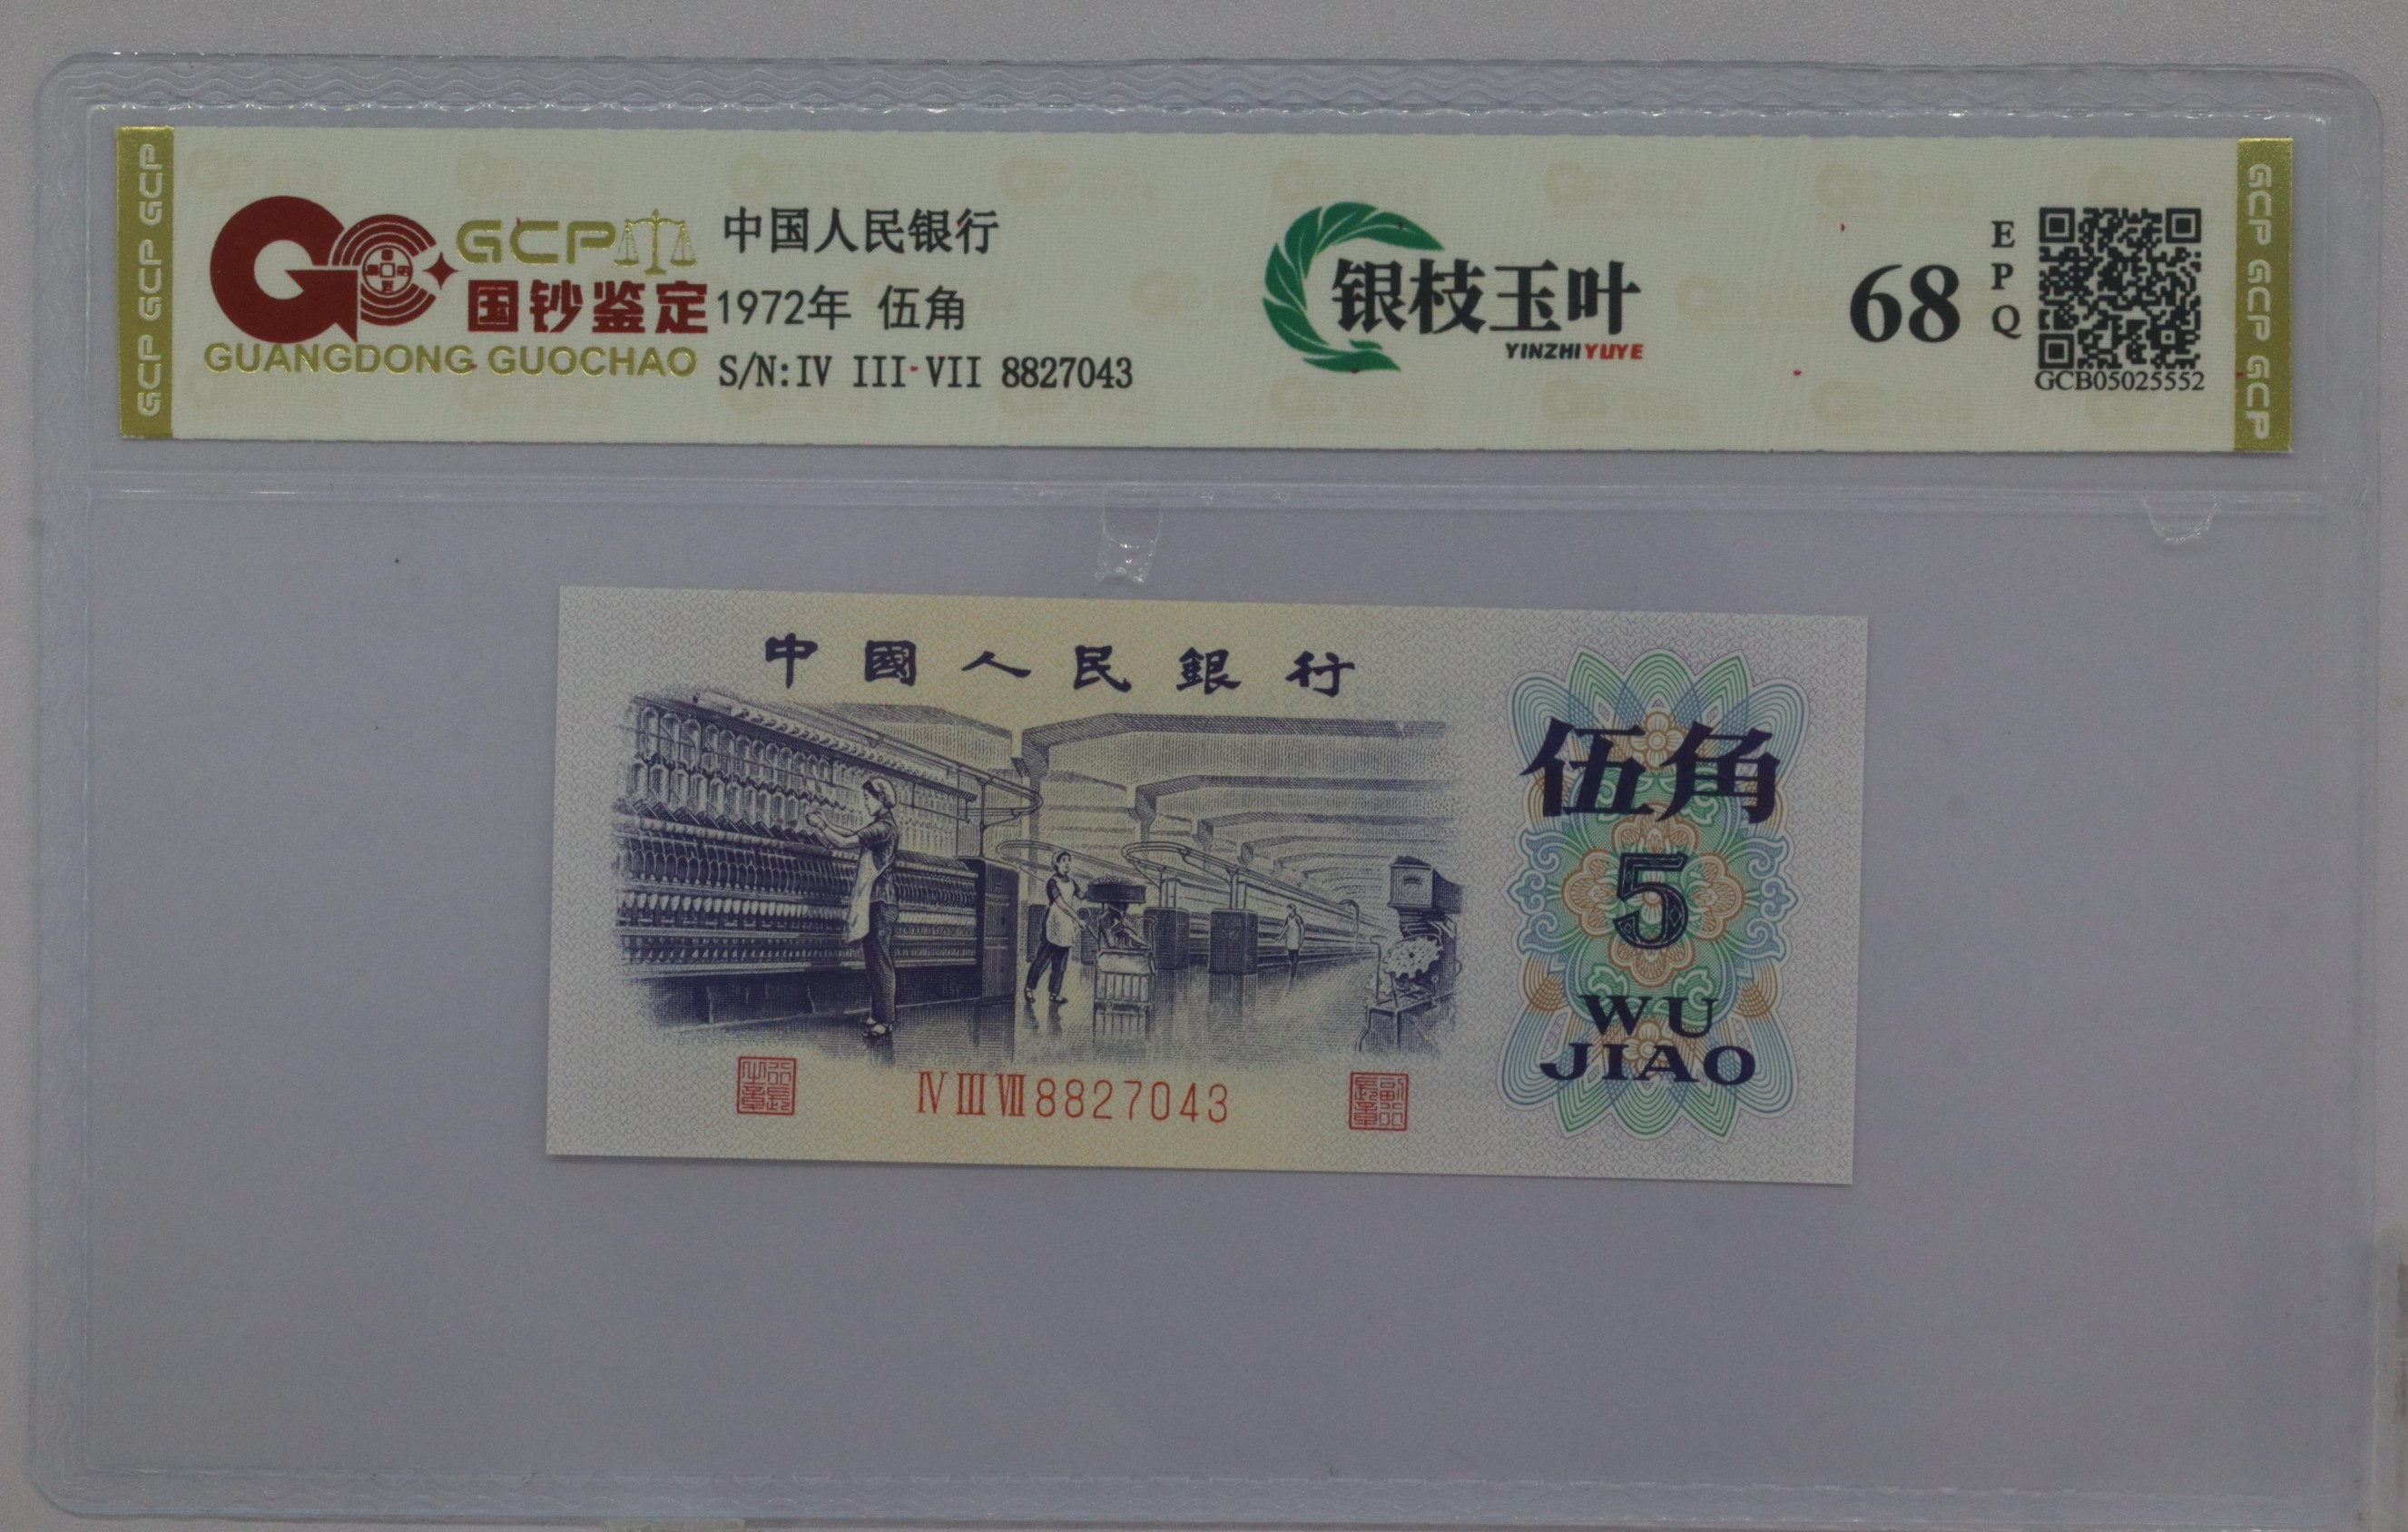 GCP GCP GCP
GCP
国钞鉴定
GUANGDONG GUOCHAO
中国人民银行
1972年 伍角
S/N:IV III VII 8827043
银枝玉叶
YINZHIYUYE
68
EPQ
GCB05025552
GCP GCP GCP
中國人民銀行
伍角
5
WU
JIAO
IV III VII 8827043